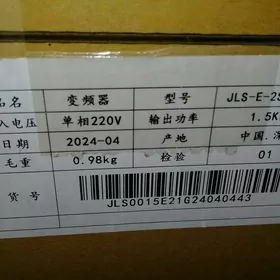 名 变频器 型号 JLS-E-2S
入电压 单相220V 输出功率 1.5K
日期 2024-04 产地 中国.深
毛重 0.98kg 检验 01
货号 JLS0015E21G24040443